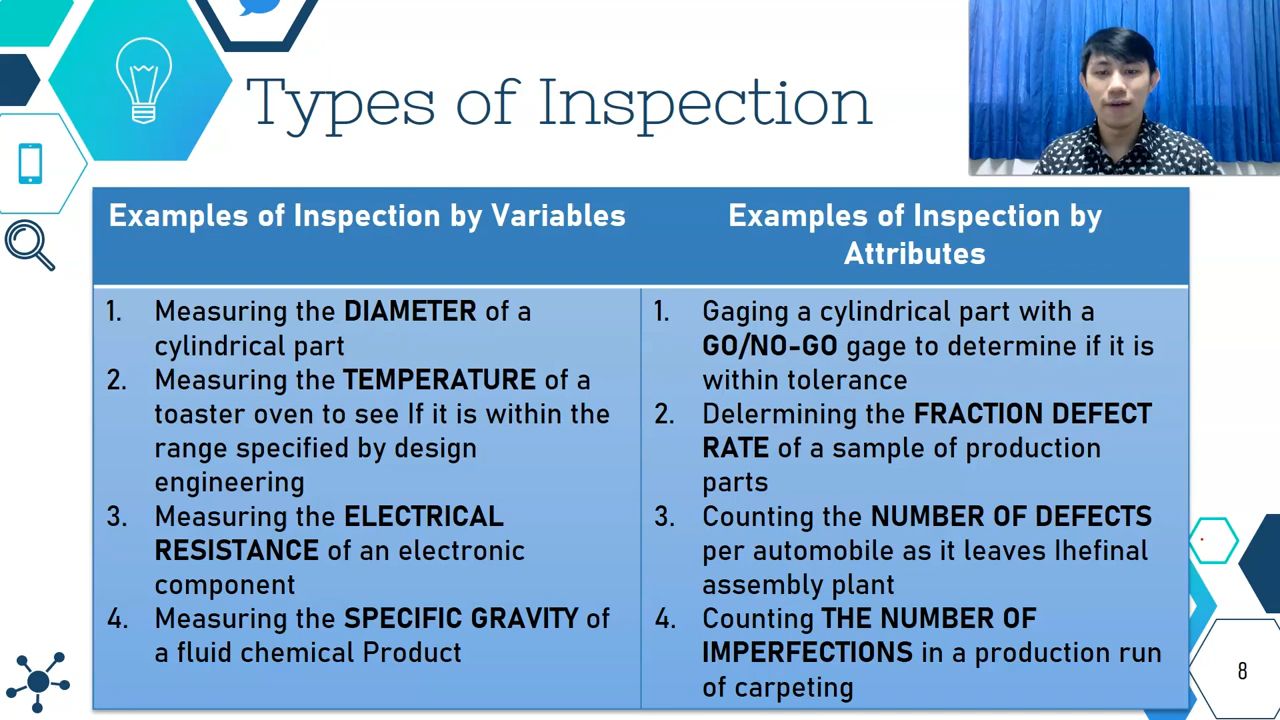 Types of Inspection
Examples of Inspection by Variables
Examples of Inspection by
Attributes
1. Measuring the DIAMETER of a
cylindrical part
2. Measuring the TEMPERATURE of a
toaster oven to see If it is within the
range specified by design
engineering
3. Measuring the ELECTRICAL
RESISTANCE of an electronic
component
4. Measuring the SPECIFIC GRAVITY of
a fluid chemical Product
1. Gaging a cylindrical part with a
GO/NO-GO gage to determine if it is
within tolerance
2. Delermining the FRACTION DEFECT
RATE of a sample of production
parts
3. Counting the NUMBER OF DEFECTS
per automobile as it leaves Ihefinal
assembly plant
4. Counting THE NUMBER OF
IMPERFECTIONS in a production run
of carpeting
8